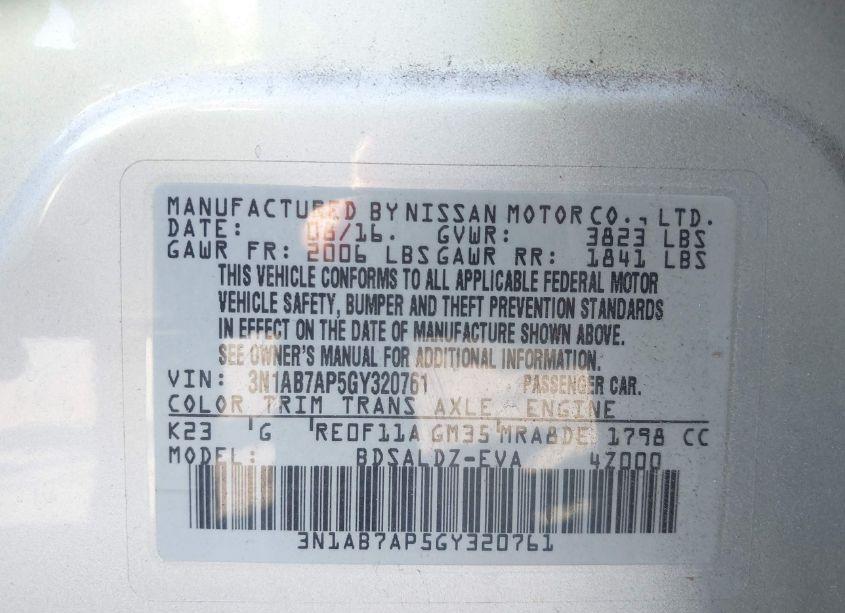 MANUFACTURED BY NISSAN MOTOR CO., LTD.
DATE: 06/16. GVWR: 3823 LBS
GAWR FR: 2006 LBS GAWR RR: 1841 LBS
THIS VEHICLE CONFORMS TO ALL APPLICABLE FEDERAL MOTOR
VEHICLE SAFETY, BUMPER AND THEFT PREVENTION STANDARDS
IN EFFECT ON THE DATE OF MANUFACTURE SHOWN ABOVE.
SEE OWNER'S MANUAL FOR ADDITIONAL INFORMATION.
VIN: 3N1AB7AP5GY320761 PASSENGER CAR.
COLOR TRIM TRANS AXLE ENGINE
K23 G RE0F11A GM35 MRA8DE 1798 CC
MODEL: BDSALDZ-EVA 4Z000
3N1AB7AP5GY320761